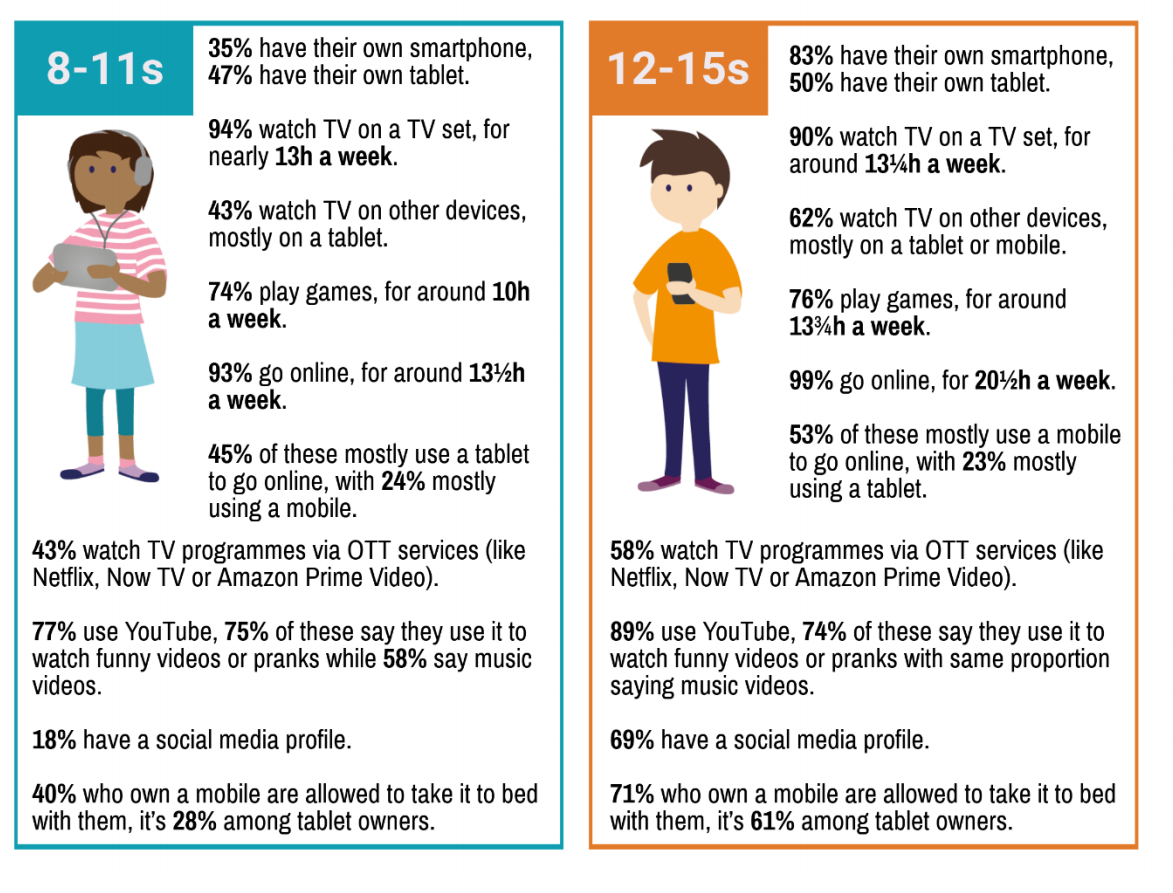 8-11s
35% have their own smartphone,
47% have their own tablet.
94% watch TV on a TV set, for
nearly 13h a week.
43% watch TV on other devices,
mostly on a tablet.
74% play games, for around 10h
a week.
93% go online, for around 13½h
a week.
45% of these mostly use a tablet
to go online, with 24% mostly
using a mobile.
43% watch TV programmes via OTT services (like
Netflix, Now TV or Amazon Prime Video).
77% use YouTube, 75% of these say they use it to
watch funny videos or pranks while 58% say music
videos.
18% have a social media profile.
40% who own a mobile are allowed to take it to bed
with them, it's 28% among tablet owners.
12-15s
83% have their own smartphone,
50% have their own tablet.
90% watch TV on a TV set, for
around 13¼h a week.
62% watch TV on other devices,
mostly on a tablet or mobile.
76% play games, for around
13¾h a week.
99% go online, for 20½h a week.
53% of these mostly use a mobile
to go online, with 23% mostly
using a tablet.
58% watch TV programmes via OTT services (like
Netflix, Now TV or Amazon Prime Video).
89% use YouTube, 74% of these say they use it to
watch funny videos or pranks with same proportion
saying music videos.
69% have a social media profile.
71% who own a mobile are allowed to take it to bed
with them, it's 61% among tablet owners.